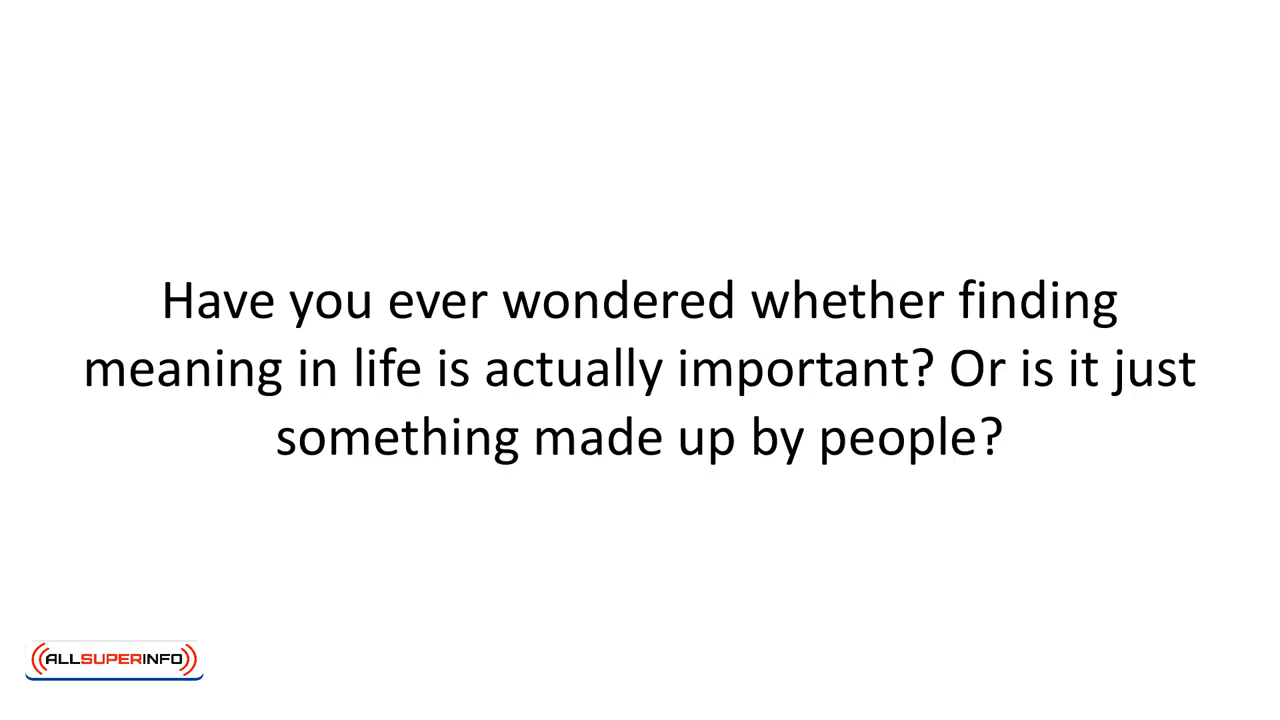 Have you ever wondered whether finding
meaning in life is actually important? Or is it just
something made up by people?
ALLSUPERINFO